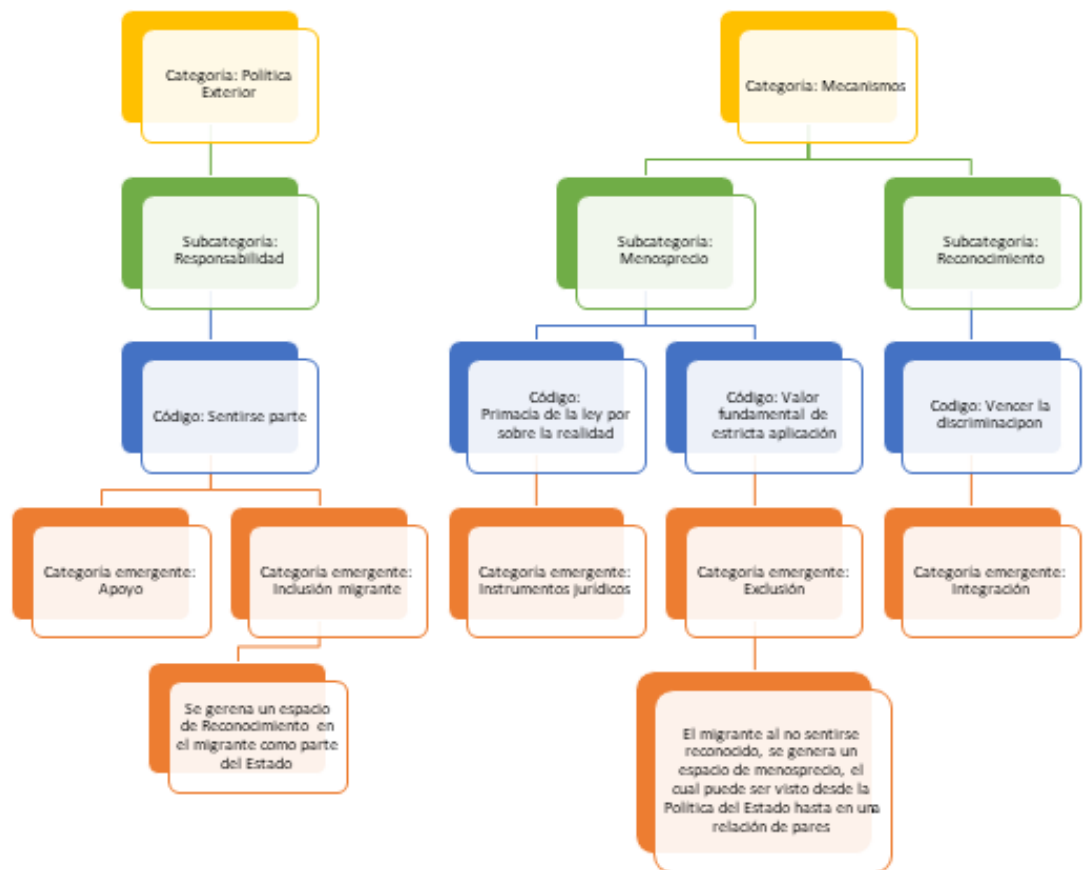 Categoría: Política
Exterior
Categoría: Mecanismos
Subcategoría:
Responsabilidad
Subcategoría:
Menosprecio
Subcategoría:
Reconocimiento
Código: Sentirse parte
Código:
Primacía de la ley por
sobre la realidad
Código: Valor
fundamental de
estricta aplicación
Codigo: Vencer la
discriminacipon
Categoría emergente:
Apoyo
Categoría emergente:
Inclusión migrante
Categoría emergente:
Instrumentos jurídicos
Categoría emergente:
Exclusión
Categoría emergente:
Integración
Se gerena un espacio
de Reconocimiento en
el migrante como parte
del Estado
El migrante al no sentirse
reconocido, se genera un
espacio de menosprecio, el
cual puede ser visto desde la
Política del Estado hasta en una
relación de pares